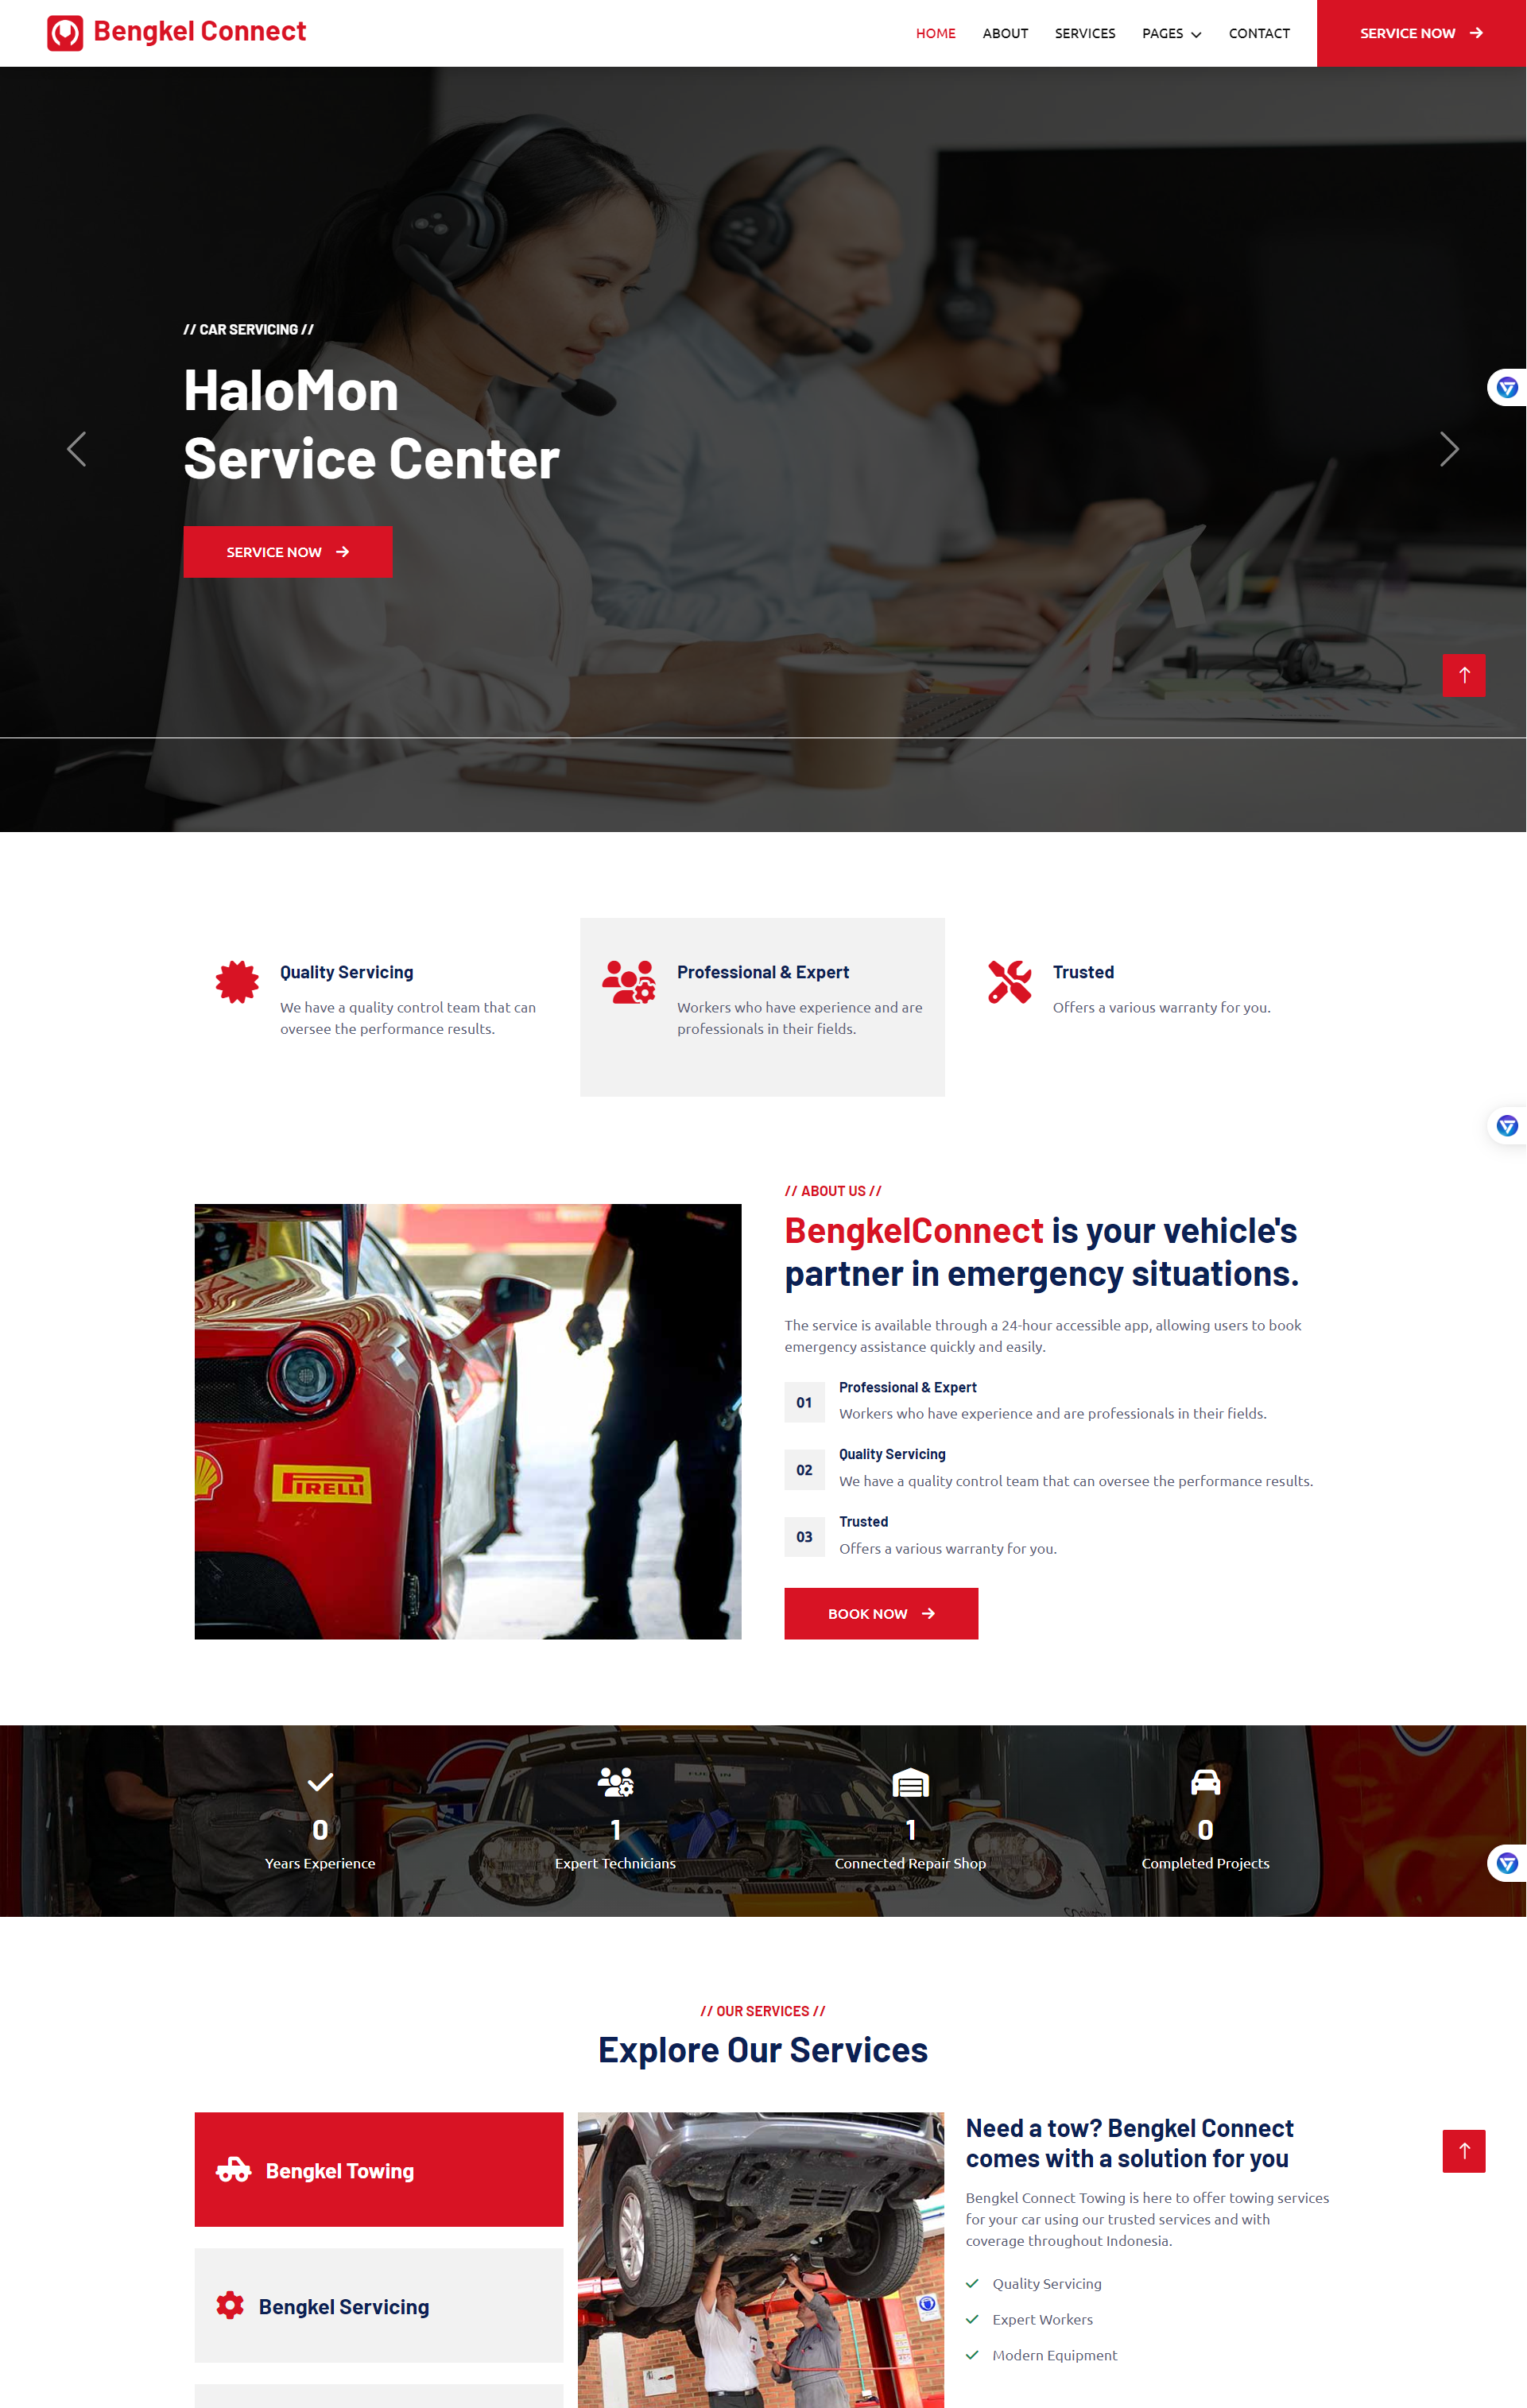 Bengkel Connect
HOME
ABOUT
SERVICES
PAGES
CONTACT
SERVICE NOW
// CAR SERVICING //
HaloMon
Service Center
SERVICE NOW
Quality Servicing
We have a quality control team that can
oversee the performance results.
Professional & Expert
Workers who have experience and are
professionals in their fields.
Trusted
Offers a various warranty for you.
PIRELLI
// ABOUT US //
BengkelConnect is your vehicle's
partner in emergency situations.
The service is available through a 24-hour accessible app, allowing users to book
emergency assistance quickly and easily.
01
Professional & Expert
Workers who have experience and are professionals in their fields.
02
Quality Servicing
We have a quality control team that can oversee the performance results.
03
Trusted
Offers a various warranty for you.
BOOK NOW
PORSCHE
0
Years Experience
1
Expert Technicians
1
Connected Repair Shop
0
Completed Projects
// OUR SERVICES //
Explore Our Services
Bengkel Towing
Bengkel Servicing
Need a tow? Bengkel Connect
comes with a solution for you
Bengkel Connect Towing is here to offer towing services
for your car using our trusted services and with
coverage throughout Indonesia.
Quality Servicing
Expert Workers
Modern Equipment